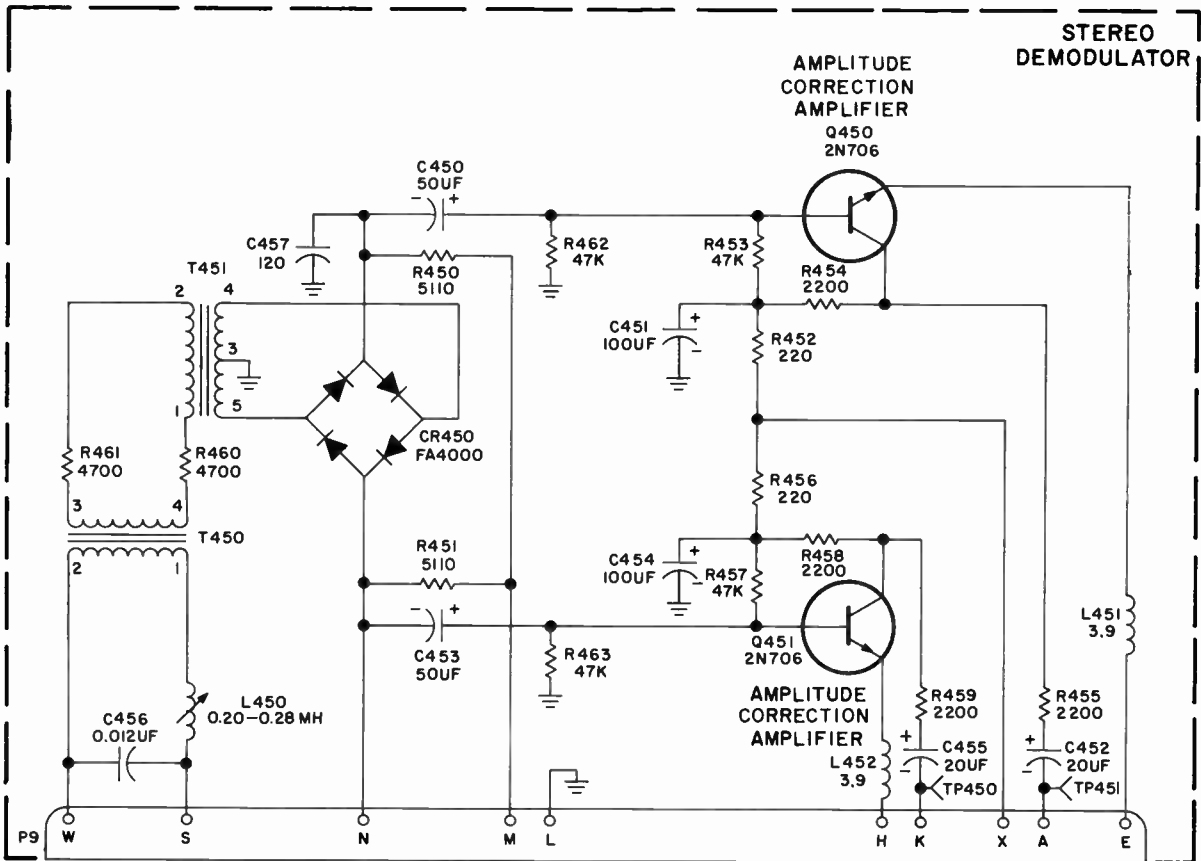 STEREO
DEMODULATOR
AMPLITUDE
CORRECTION
AMPLIFIER
Q450
2N706
C450
50UF
- +
C457
120
R450
5110
R462
47K
R453
47K
R454
2200
T451
2 4
3
1 5
C451
100UF
+
-
R452
220
R461
4700
R460
4700
CR450
FA4000
3 4
T450
2 1
R456
220
R451
5110
C454
100UF
+
-
R457
47K
R458
2200
- +
C453
50UF
R463
47K
Q451
2N706
L451
3.9
AMPLITUDE
CORRECTION
AMPLIFIER
L450
0.20-0.28 MH
C456
0.012UF
R459
2200
R455
2200
L452
3.9
+
-
C455
20UF
+
-
C452
20UF
TP450
TP451
P9 W S N M L H K X A E